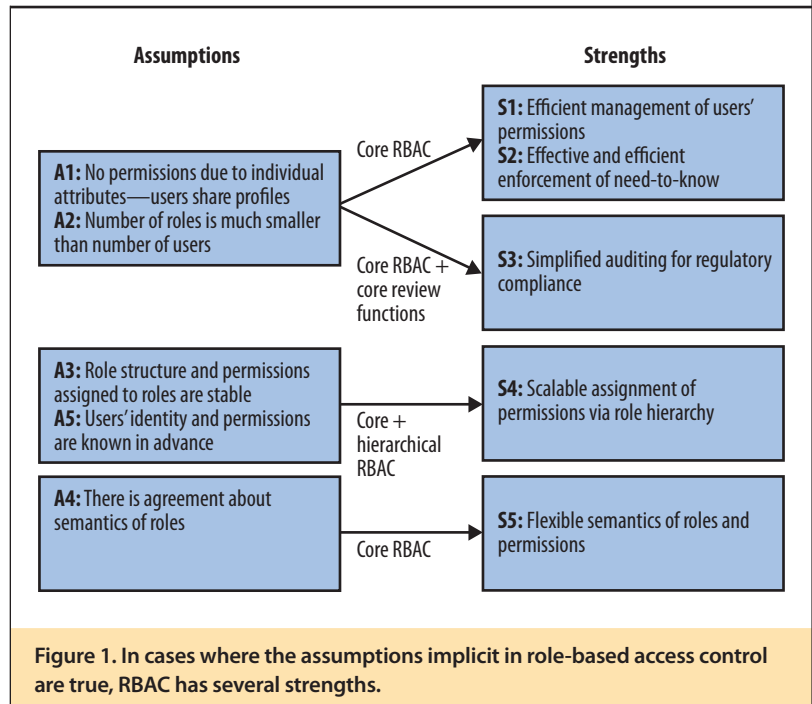 Assumptions
Strengths
A1: No permissions due to individual
attributes—users share profiles
A2: Number of roles is much smaller
than number of users
Core RBAC
S1: Efficient management of users’
permissions
S2: Effective and efficient
enforcement of need-to-know
Core RBAC +
core review
functions
S3: Simplified auditing for regulatory
compliance
A3: Role structure and permissions
assigned to roles are stable
A5: Users’ identity and permissions
are known in advance
Core +
hierarchical
RBAC
S4: Scalable assignment of
permissions via role hierarchy
A4: There is agreement about
semantics of roles
Core RBAC
S5: Flexible semantics of roles and
permissions
Figure 1. In cases where the assumptions implicit in role-based access control
are true, RBAC has several strengths.